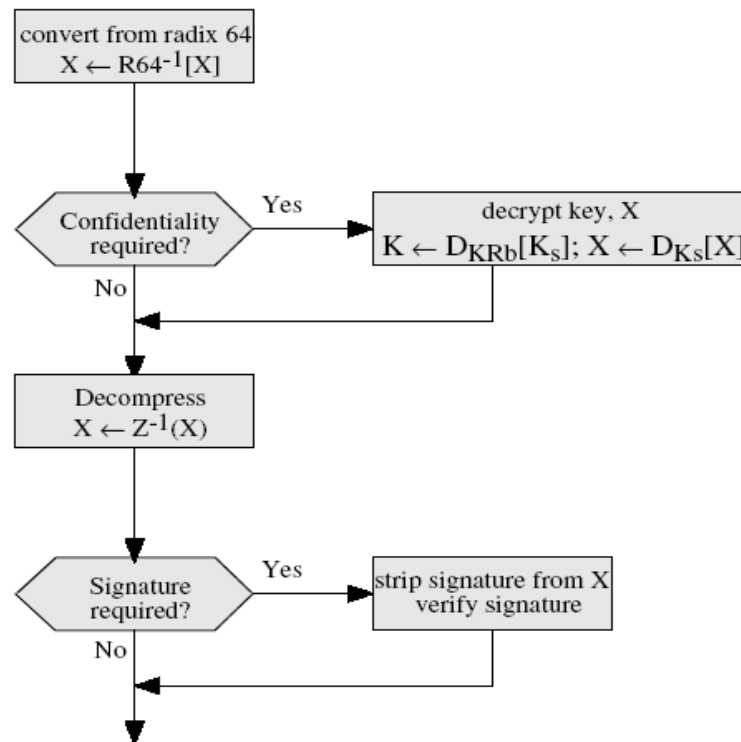 convert from radix 64
X ← R64⁻¹[X]
Confidentiality
required?
Yes
decrypt key, X
K ← D_KRb[K_s]; X ← D_Ks[X]
No
Decompress
X ← Z⁻¹(X)
Signature
required?
Yes
strip signature from X
verify signature
No